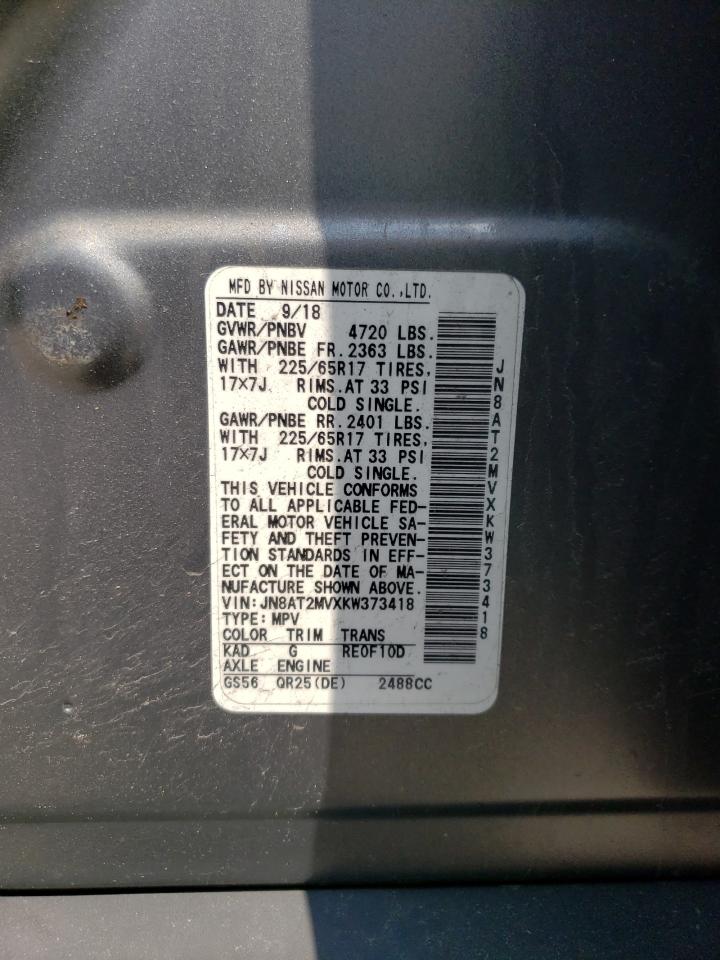 MFD BY NISSAN MOTOR CO.,LTD.
DATE 9/18
GVWR/PNBV 4720 LBS.
GAWR/PNBE FR. 2363 LBS.
WITH 225/65R17 TIRES,
17×7J RIMS.AT 33 PSI
COLD SINGLE.
GAWR/PNBE RR. 2401 LBS.
WITH 225/65R17 TIRES,
17×7J RIMS.AT 33 PSI
COLD SINGLE.
THIS VEHICLE CONFORMS
TO ALL APPLICABLE FED-
ERAL MOTOR VEHICLE SA-
FETY AND THEFT PREVEN-
TION STANDARDS IN EFF-
ECT ON THE DATE OF MA-
NUFACTURE SHOWN ABOVE.
VIN:JN8AT2MVXKW373418
TYPE:MPV
COLOR TRIM TRANS
KAD G RE0F10D
AXLE ENGINE
GS56 QR25(DE) 2488CC
JN8AT2MVXKW373418